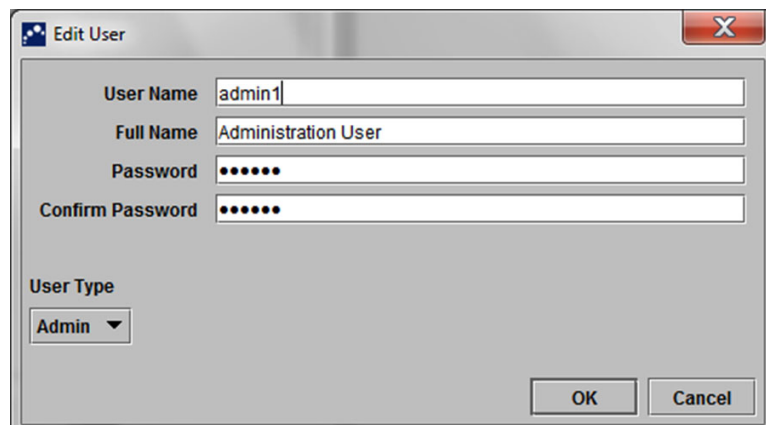 Edit User
User Name admin1
Full Name Administration User
Password ••••••
Confirm Password ••••••
User Type
Admin
OK Cancel